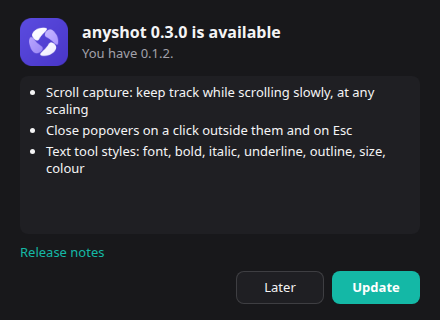 anyshot 0.3.0 is available
You have 0.1.2.
• Scroll capture: keep track while scrolling slowly, at any
scaling
• Close popovers on a click outside them and on Esc
• Text tool styles: font, bold, italic, underline, outline, size,
colour
Release notes
Later
Update